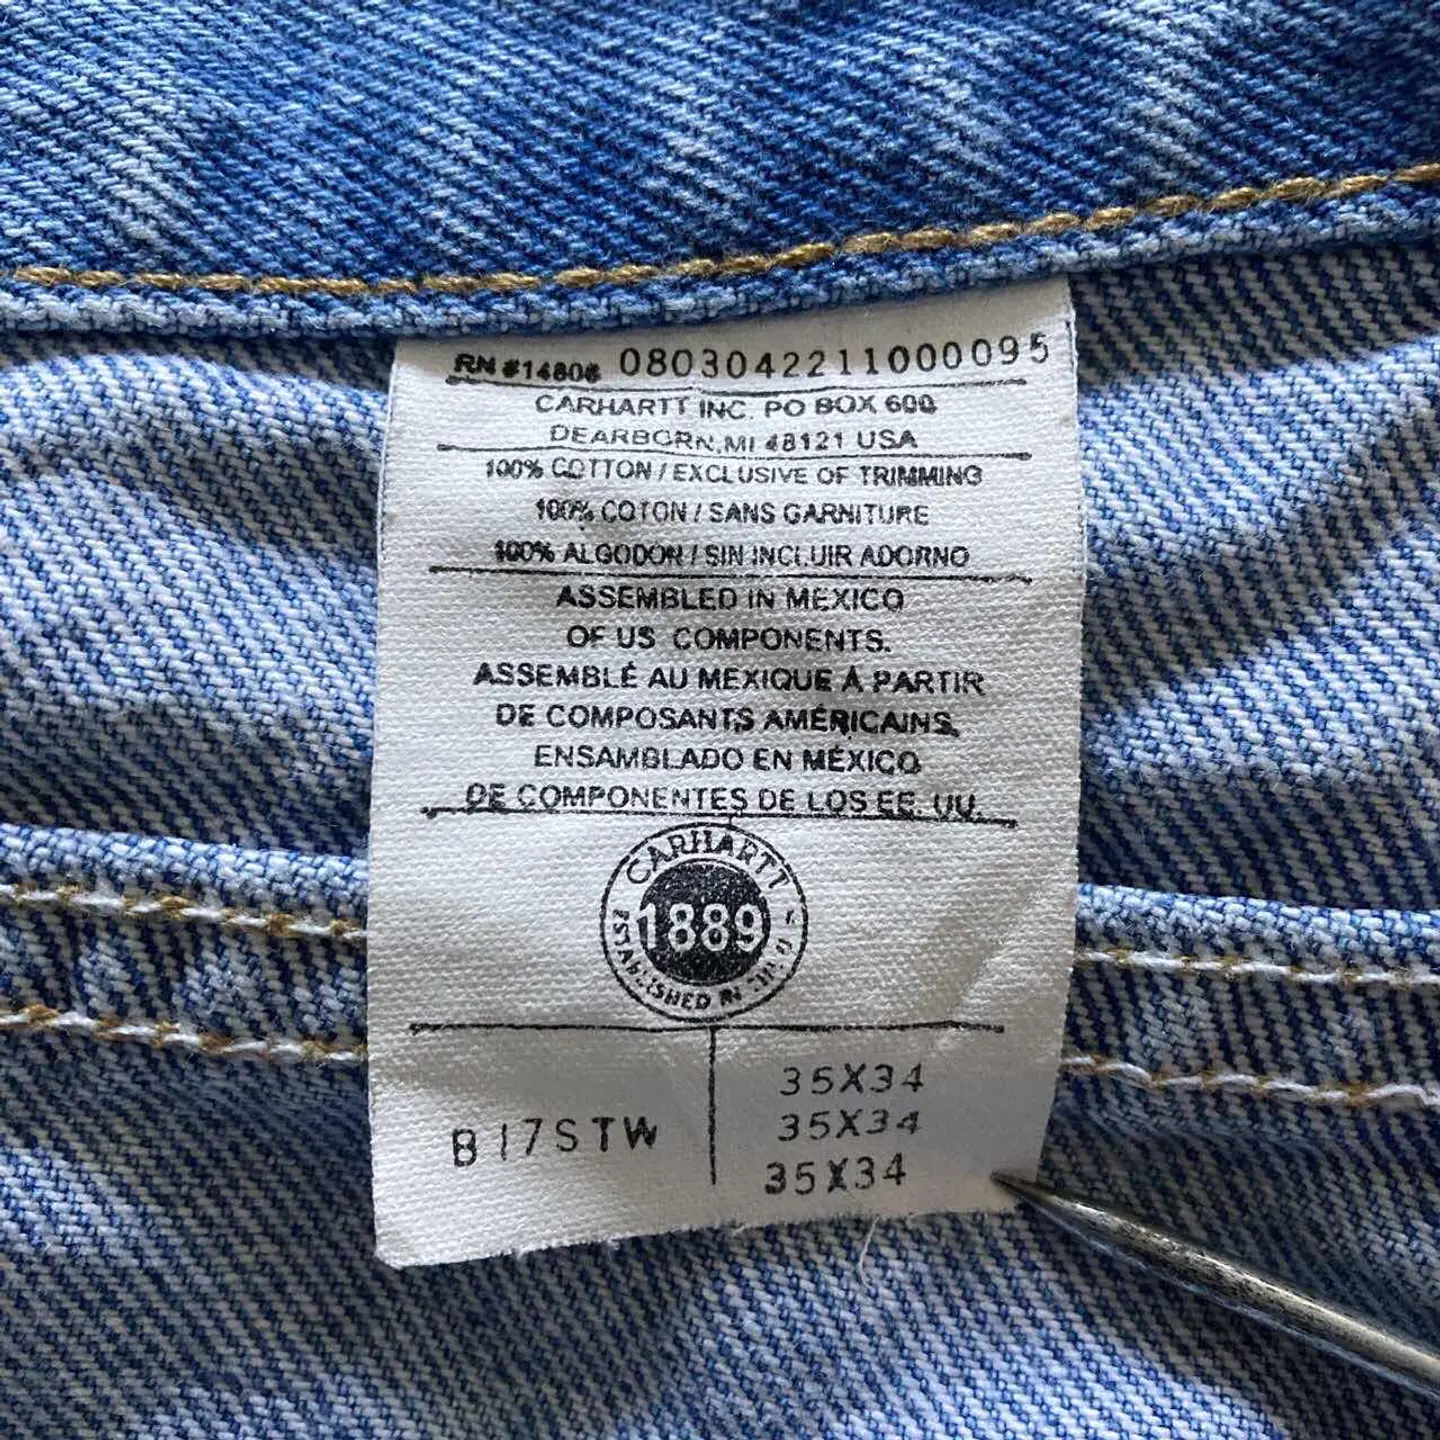 RN #14806 0803042211000095
CARHARTT INC. PO BOX 600
DEARBORN, MI 48121 USA
100% COTTON / EXCLUSIVE OF TRIMMING
100% COTON / SANS GARNITURE
100% ALGODÓN / SIN INCLUIR ADORNO
ASSEMBLED IN MEXICO
OF US COMPONENTS.
ASSEMBLÉ AU MEXIQUE À PARTIR
DE COMPOSANTS AMÉRICAINS.
ENSAMBLADO EN MÉXICO
DE COMPONENTES DE LOS EE. UU.
CARHARTT
1889
ESTABLISHED IN
B17STW
35X34
35X34
35X34